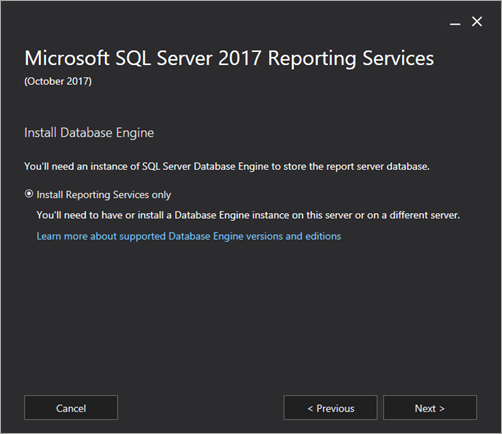 Microsoft SQL Server 2017 Reporting Services
(October 2017)
Install Database Engine
You'll need an instance of SQL Server Database Engine to store the report server database.
Install Reporting Services only
You'll need to have or install a Database Engine instance on this server or on a different server.
Learn more about supported Database Engine versions and editions
Cancel
< Previous
Next >